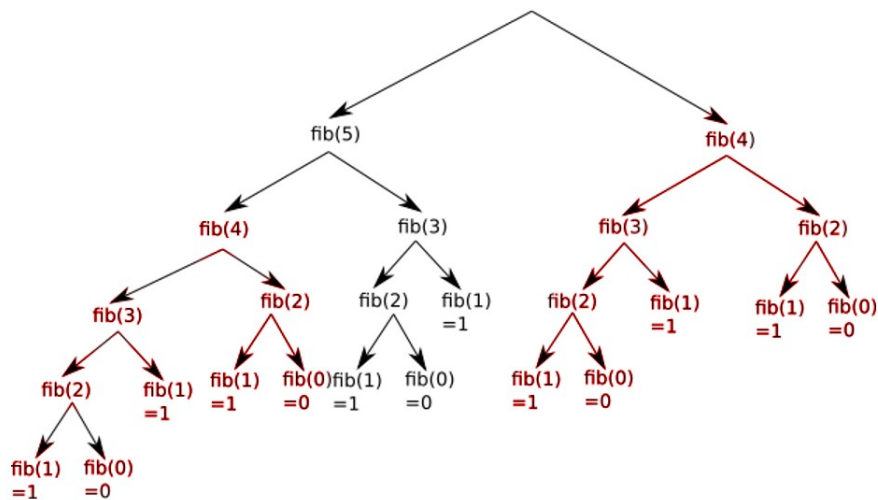 fib(5)
fib(4)
fib(4)
fib(3)
fib(3)
fib(2)
fib(3)
fib(2)
fib(2)
fib(1)
=1
fib(2)
fib(1)
=1
fib(1)
=1
fib(0)
=0
fib(2)
fib(1)
=1
fib(1)
=1
fib(0)
=0
fib(1)
=1
fib(0)
=0
fib(1)
=1
fib(0)
=0
fib(1)
=1
fib(0)
=0